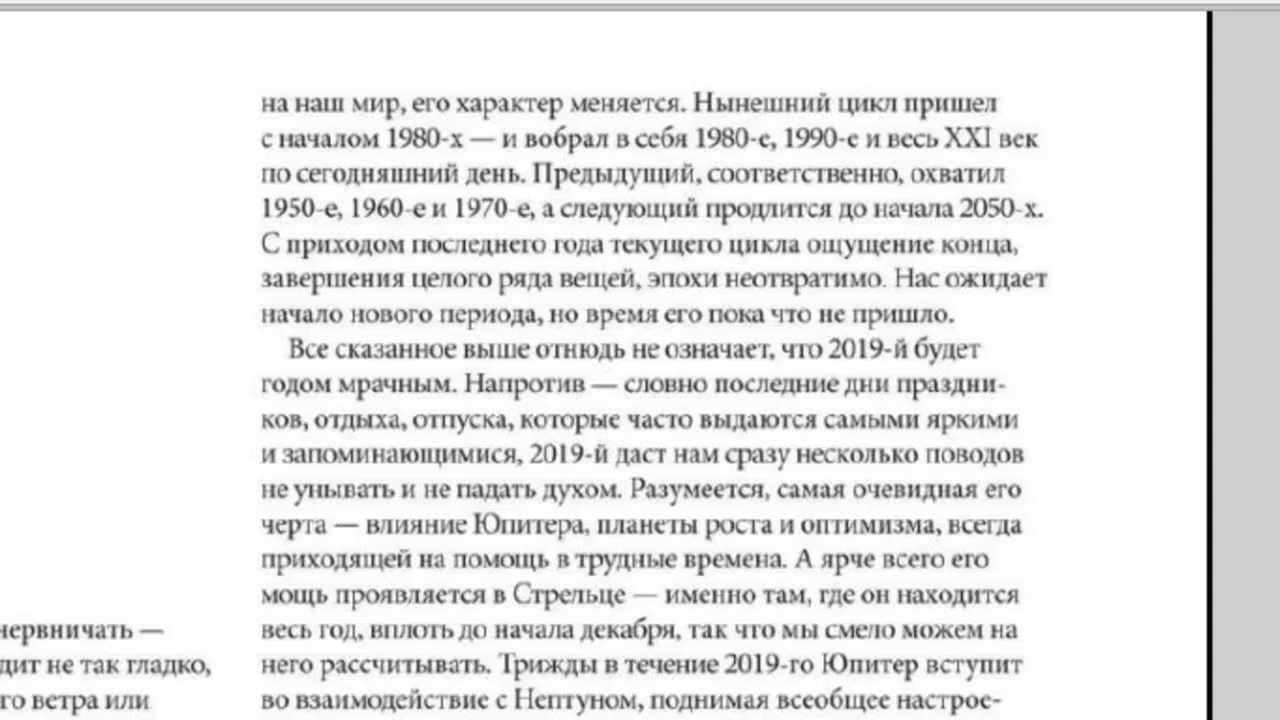 на наш мир, его характер меняется. Нынешний цикл пришел
с началом 1980-х — и вобрал в себя 1980-е, 1990-е и весь XXI век
по сегодняшний день. Предыдущий, соответственно, охватил
1950-е, 1960-е и 1970-е, а следующий продлится до начала 2050-х.
С приходом последнего года текущего цикла ощущение конца,
завершения целого ряда вещей, эпохи неотвратимо. Нас ожидает
начало нового периода, но время его пока что не пришло.
Все сказанное выше отнюдь не означает, что 2019-й будет
годом мрачным. Напротив — словно последние дни праздни-
ков, отдыха, отпуска, которые часто выдаются самыми яркими
и запоминающимися, 2019-й даст нам сразу несколько поводов
не унывать и не падать духом. Разумеется, самая очевидная его
черта — влияние Юпитера, планеты роста и оптимизма, всегда
приходящей на помощь в трудные времена. А ярче всего его
мощь проявляется в Стрельце — именно там, где он находится
весь год, вплоть до начала декабря, так что мы смело можем на
него рассчитывать. Трижды в течение 2019-го Юпитер вступит
во взаимодействие с Нептуном, поднимая всеобщее настрое-
нервничать —
дит не так гладко,
го ветра или